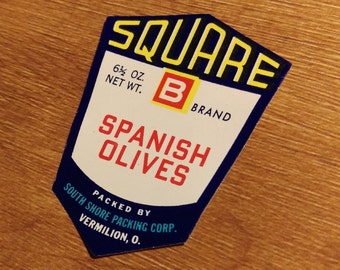 SQUARE
6½ OZ.
NET WT.
B
BRAND
SPANISH
OLIVES
PACKED BY
SOUTH SHORE PACKING CORP.
VERMILION, O.